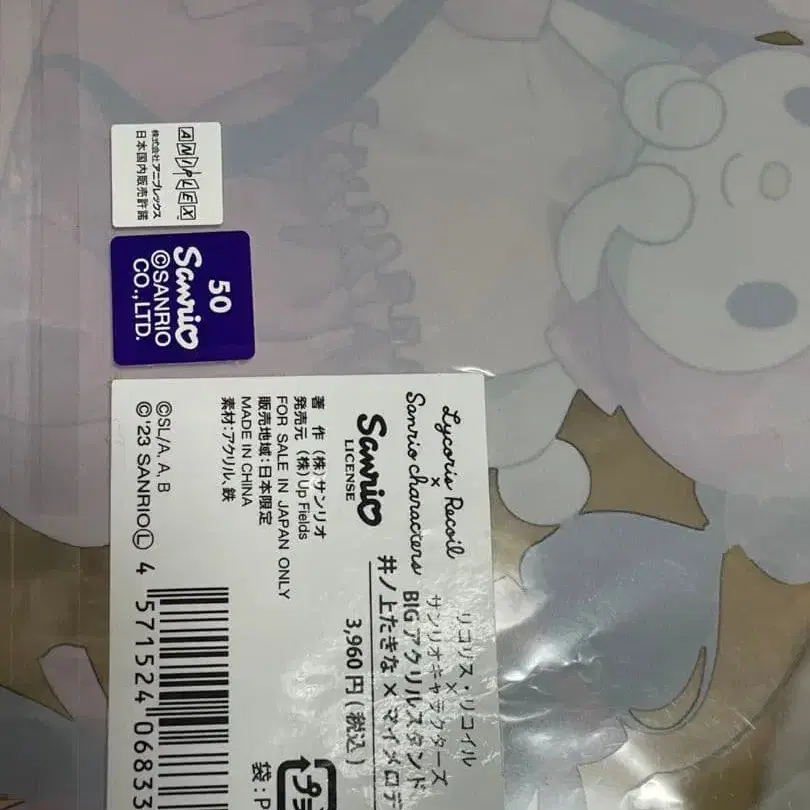 ANIPLEX
株式会社アニプレックス
日本国内販売許諾
50
Sanrio
©SANRIO
CO., LTD.
Lycoris Recoil
×
Sanrio characters
リコリス・リコイル
×
サンリオキャラクターズ
BIGアクリルスタンド
井ノ上たきな×マイメロデ
3,960円(税込)
Sanrio
LICENSE
著 作 (株)サンリオ
発売元 (株)Up Fields
FOR SALE IN JAPAN ONLY
販売地域:日本限定
MADE IN CHINA
素材:アクリル、鉄
©SL/A, A, B
©'23 SANRIO Ⓛ
4 571524 06833
プラ
袋:P